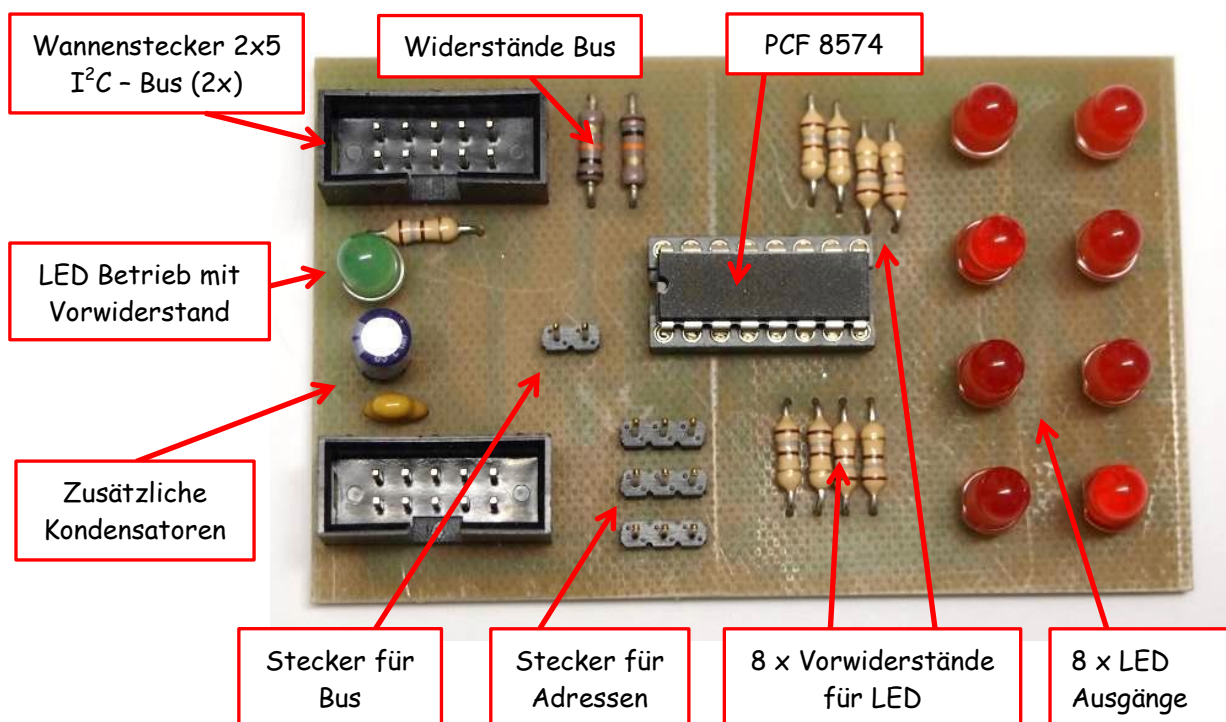 Wannenstecker 2x5
I²C – Bus (2x)
Widerstände Bus
PCF 8574
LED Betrieb mit
Vorwiderstand
Zusätzliche
Kondensatoren
Stecker für
Bus
Stecker für
Adressen
8 x Vorwiderstände
für LED
8 x LED
Ausgänge